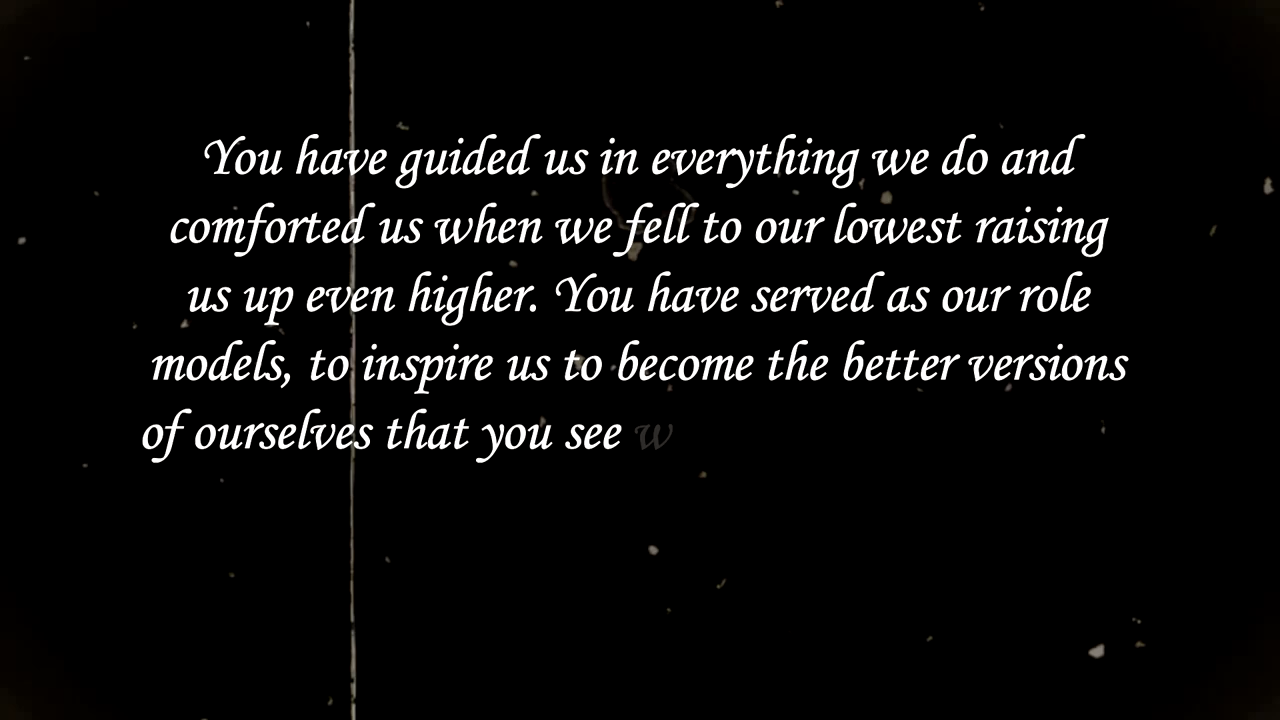 You have guided us in everything we do and
comforted us when we fell to our lowest raising
us up even higher. You have served as our role
models, to inspire us to become the better versions
of ourselves that you see w